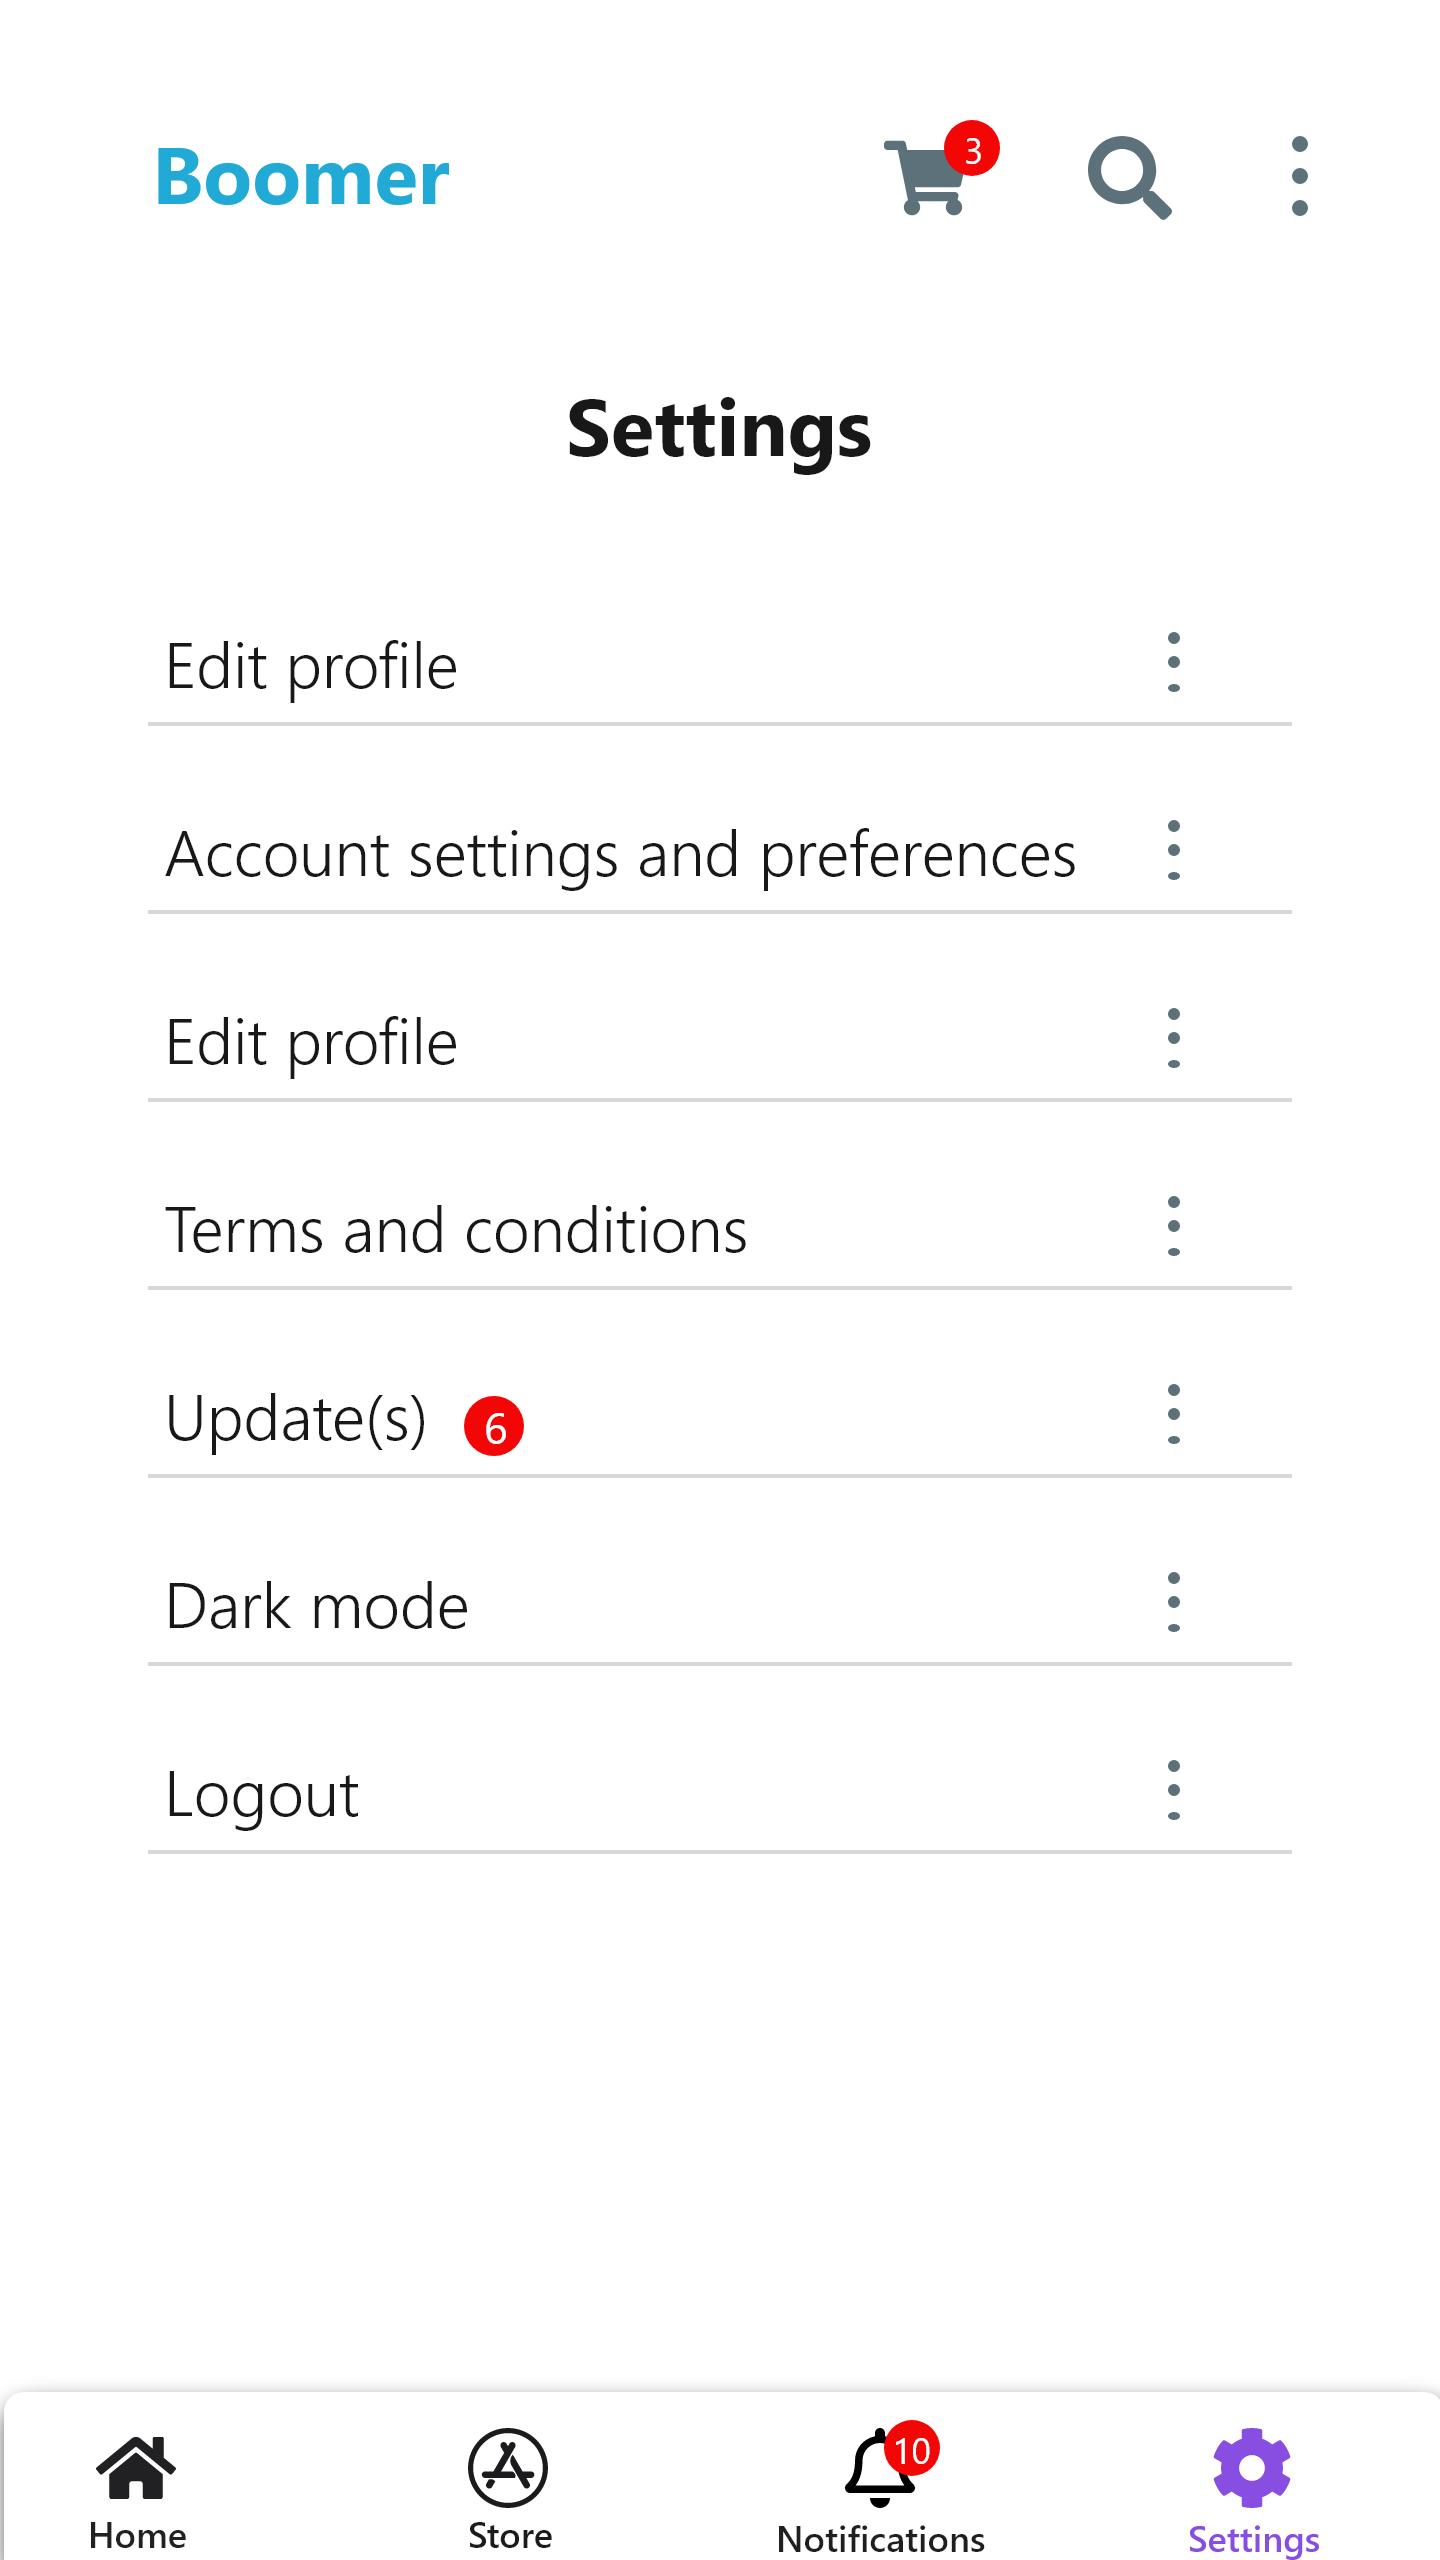 Boomer
3
Settings
Edit profile
Account settings and preferences
Edit profile
Terms and conditions
Update(s) 6
Dark mode
Logout
10
Home Store Notifications Settings